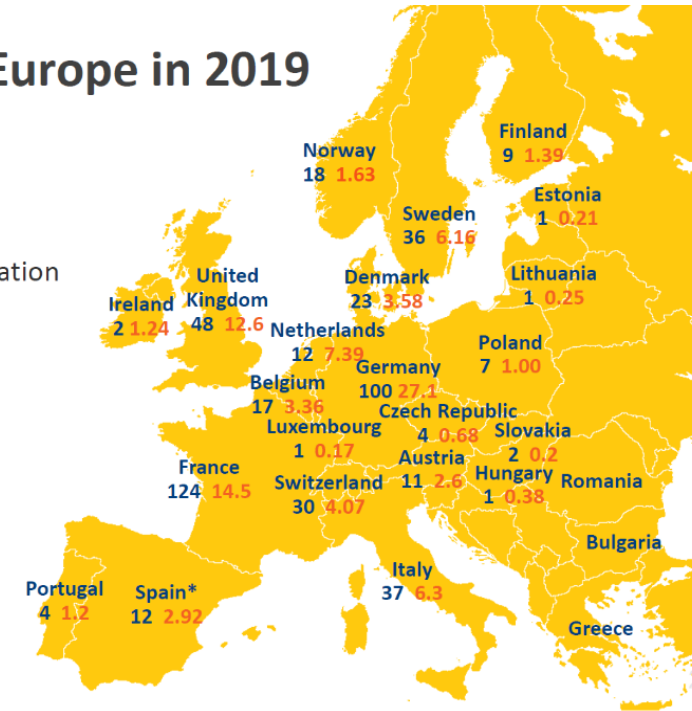 Europe in 2019
ation
Norway
18 1.63
Finland
9 1.39
Sweden
36 6.16
Estonia
1 0.21
Denmark
23 3.58
Lithuania
1 0.25
Ireland
2 1.24
United
Kingdom
48 12.6
Netherlands
12 7.39
Poland
7 1.00
Germany
100 27.1
Belgium
17 3.36
Czech Republic
4 0.68
Luxembourg
1 0.17
Slovakia
2 0.2
France
124 14.5
Switzerland
30 4.07
Austria
11 2.6
Hungary
1 0.38
Romania
Bulgaria
Portugal
4 1.2
Spain*
12 2.92
Italy
37 6.3
Greece